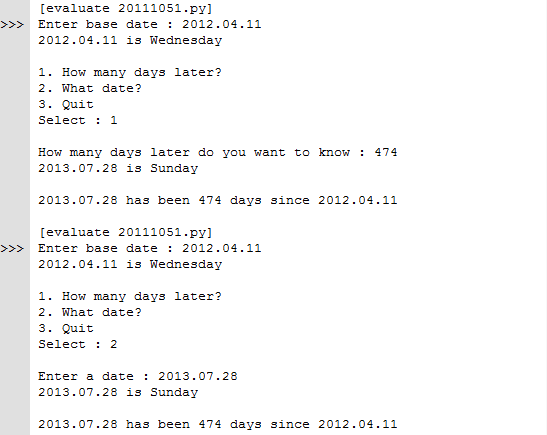 [evaluate 20111051.py]
>>> Enter base date : 2012.04.11
2012.04.11 is Wednesday
1. How many days later?
2. What date?
3. Quit
Select : 1
How many days later do you want to know : 474
2013.07.28 is Sunday
2013.07.28 has been 474 days since 2012.04.11
[evaluate 20111051.py]
>>> Enter base date : 2012.04.11
2012.04.11 is Wednesday
1. How many days later?
2. What date?
3. Quit
Select : 2
Enter a date : 2013.07.28
2013.07.28 is Sunday
2013.07.28 has been 474 days since 2012.04.11